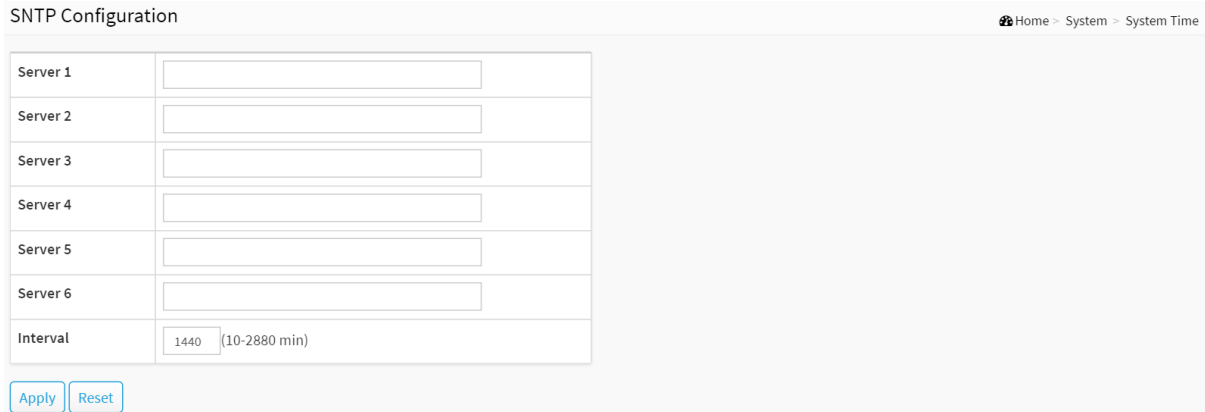 SNTP Configuration
Home > System > System Time
Server 1
Server 2
Server 3
Server 4
Server 5
Server 6
Interval 1440 (10-2880 min)
Apply Reset